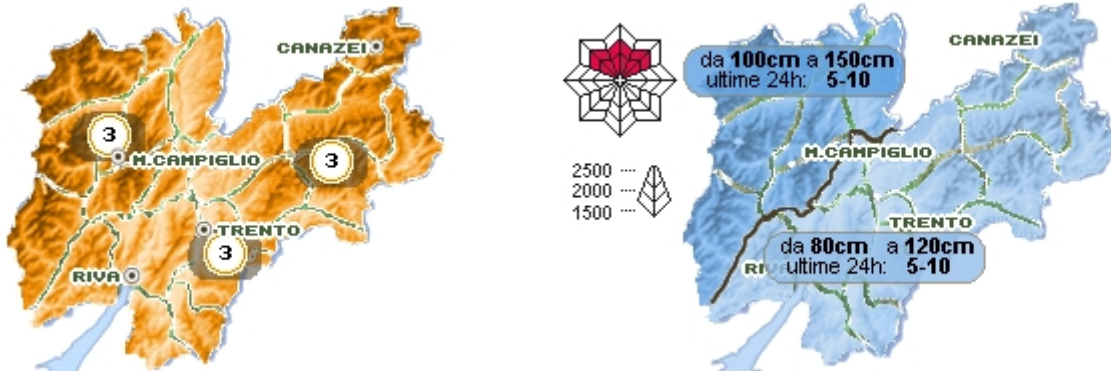 CANAZEI
3
M.CAMPIGLIO
3
TRENTO
3
RIVA
CANAZEI
da 100cm a 150cm
ultime 24h: 5-10
M.CAMPIGLIO
2500
2000
1500
TRENTO
da 80cm a 120cm
RIV
ultime 24h: 5-10